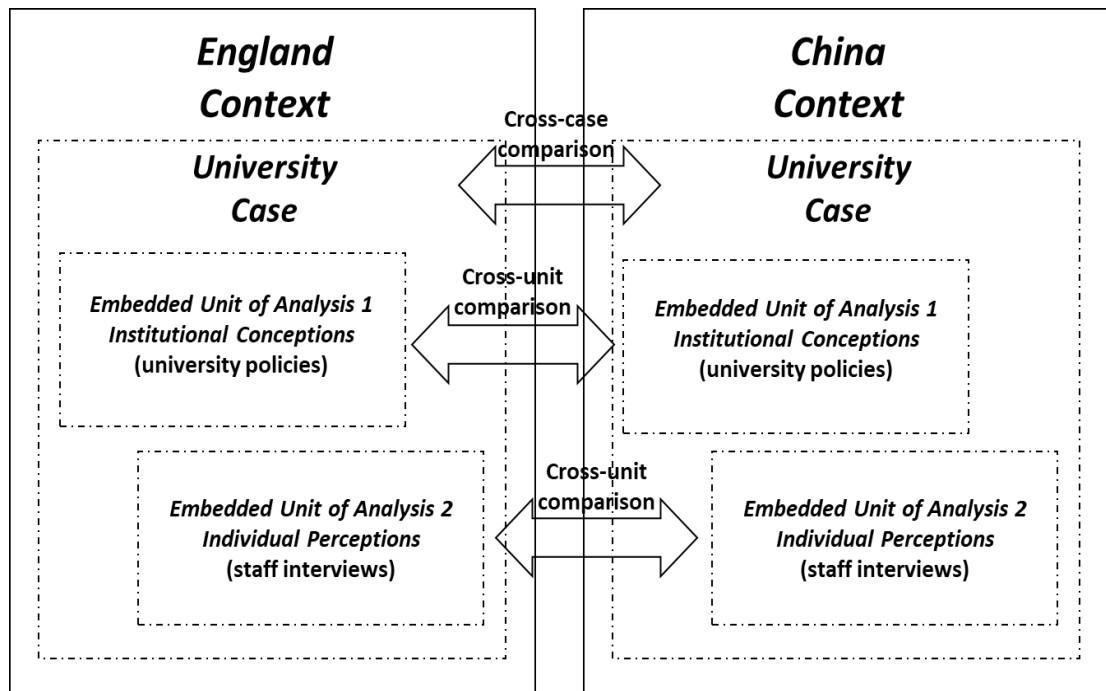 England
Context
University
Case
Embedded Unit of Analysis 1
Institutional Conceptions
(university policies)
Embedded Unit of Analysis 2
Individual Perceptions
(staff interviews)
Cross-case
comparison
Cross-unit
comparison
Cross-unit
comparison
China
Context
University
Case
Embedded Unit of Analysis 1
Institutional Conceptions
(university policies)
Embedded Unit of Analysis 2
Individual Perceptions
(staff interviews)